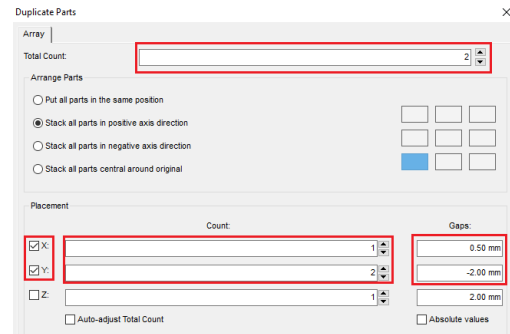 Duplicate Parts
Array
Total Count: 2
Arrange Parts
Put all parts in the same position
Stack all parts in positive axis direction
Stack all parts in negative axis direction
Stack all parts central around original
Placement
Count: Gaps:
X: 1 0.50 mm
Y: 2 -2.00 mm
Z: 1 2.00 mm
Auto-adjust Total Count Absolute values